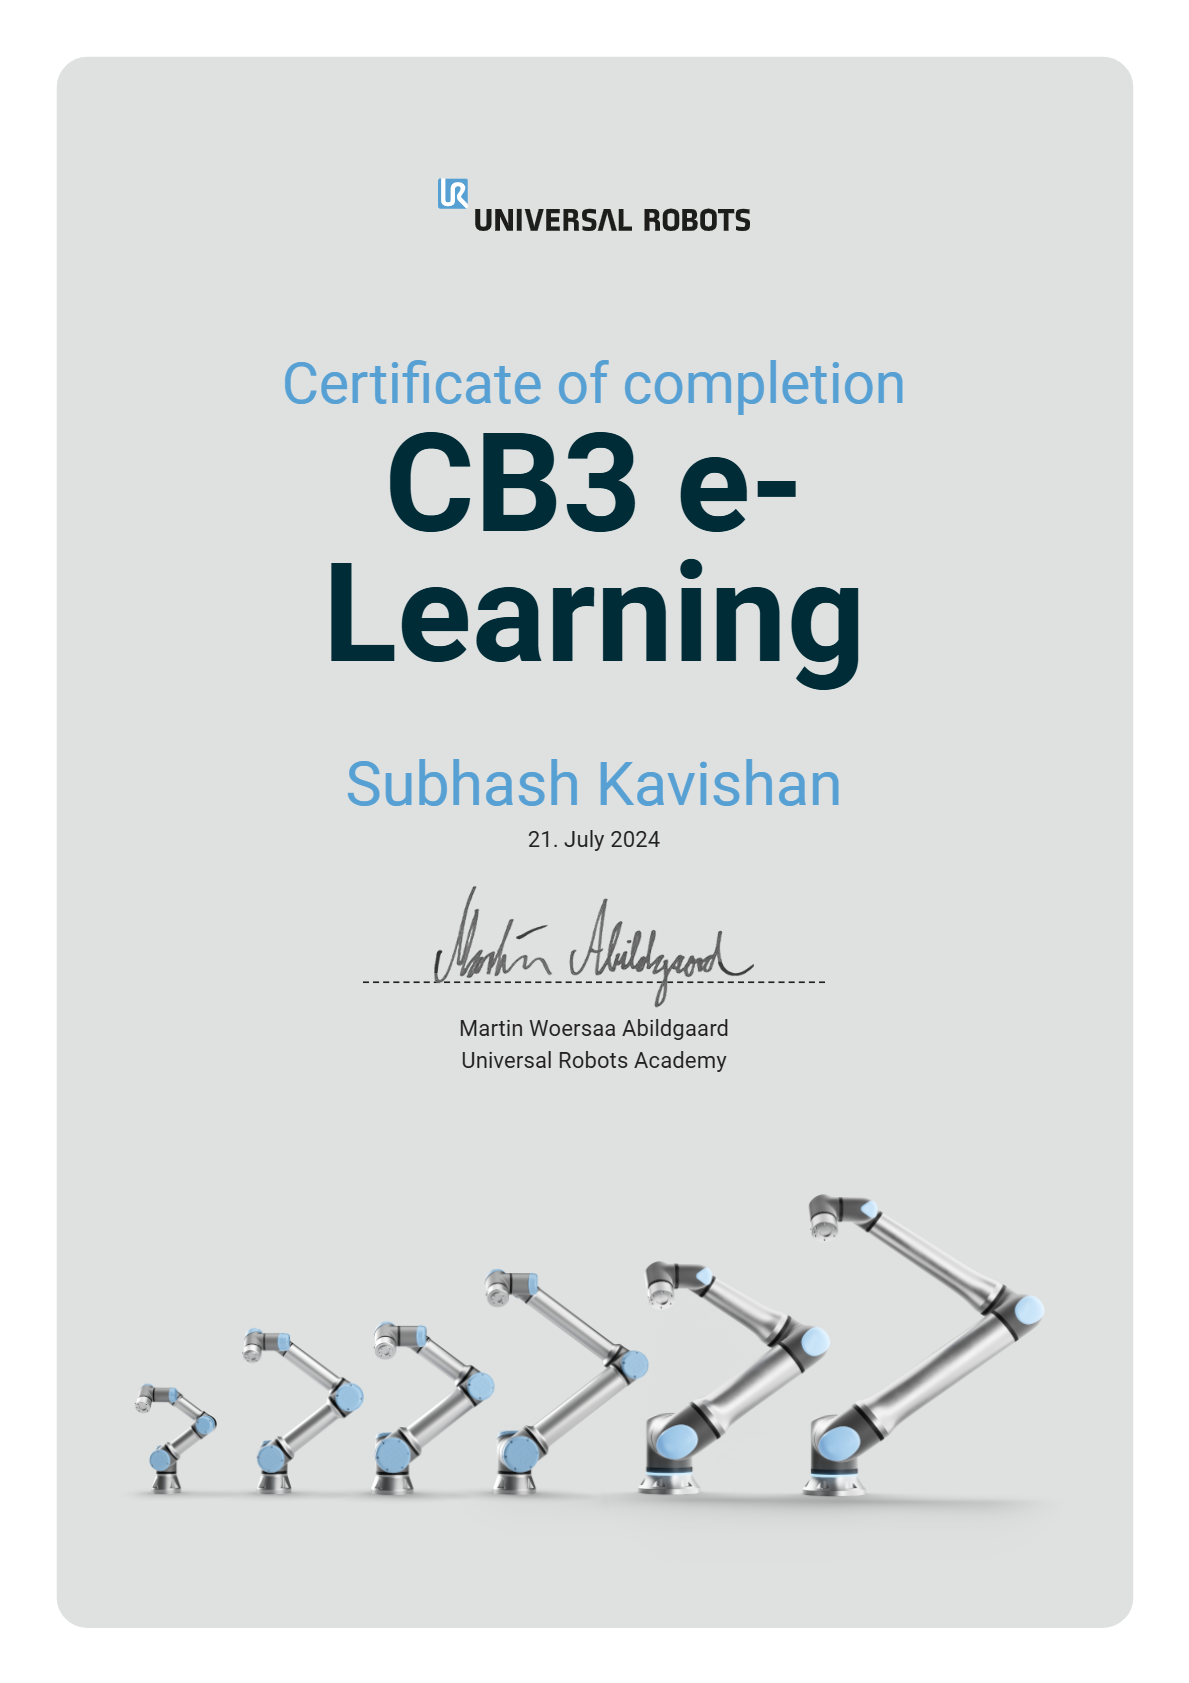 UR
UNIVERSAL ROBOTS
Certificate of completion
CB3 e-
Learning
Subhash Kavishan
21. July 2024
Martin Abildgaard
Martin Woersaa Abildgaard
Universal Robots Academy